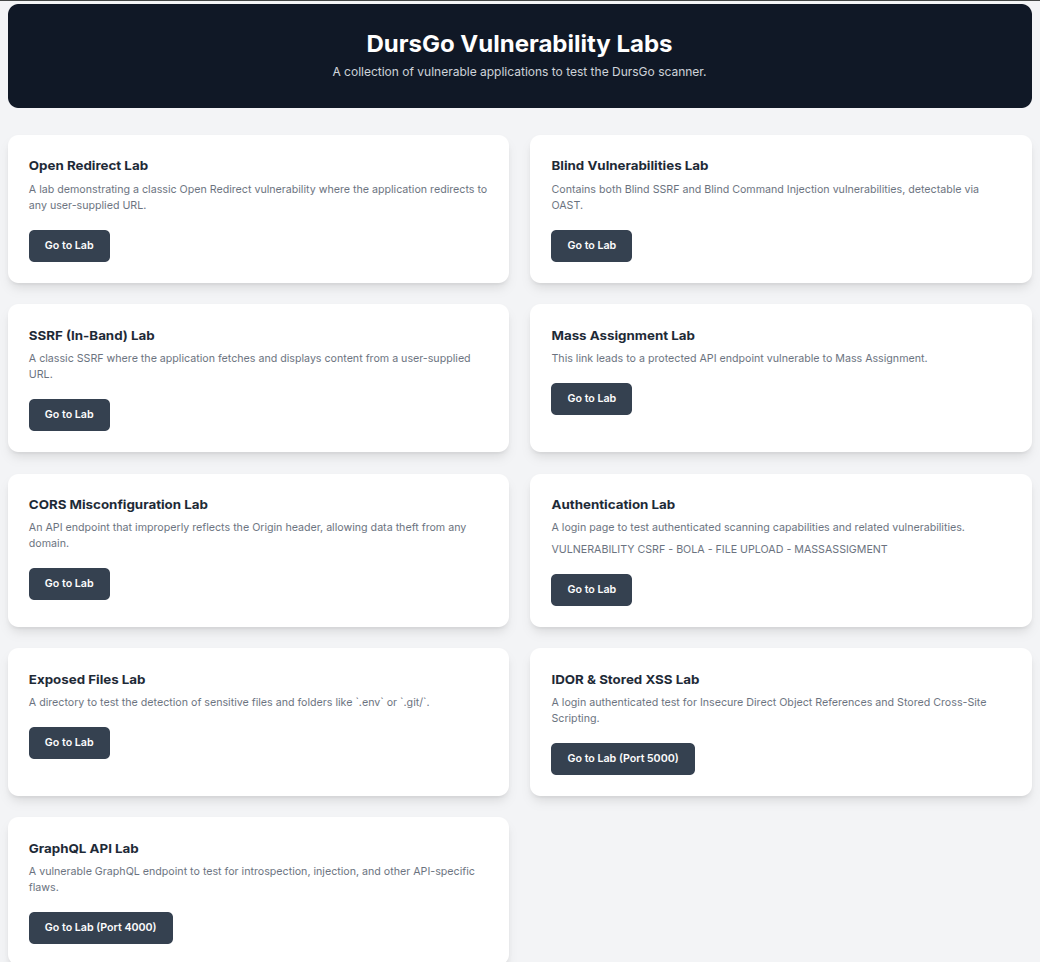 DursGo Vulnerability Labs
A collection of vulnerable applications to test the DursGo scanner.
Open Redirect Lab
A lab demonstrating a classic Open Redirect vulnerability where the application redirects to
any user-supplied URL.
Go to Lab
Blind Vulnerabilities Lab
Contains both Blind SSRF and Blind Command Injection vulnerabilities, detectable via
OAST.
Go to Lab
SSRF (In-Band) Lab
A classic SSRF where the application fetches and displays content from a user-supplied
URL.
Go to Lab
Mass Assignment Lab
This link leads to a protected API endpoint vulnerable to Mass Assignment.
Go to Lab
CORS Misconfiguration Lab
An API endpoint that improperly reflects the Origin header, allowing data theft from any
domain.
Go to Lab
Authentication Lab
A login page to test authenticated scanning capabilities and related vulnerabilities.
VULNERABILITY CSRF - BOLA - FILE UPLOAD - MASSASSIGMENT
Go to Lab
Exposed Files Lab
A directory to test the detection of sensitive files and folders like `.env` or `.git/`.
Go to Lab
IDOR & Stored XSS Lab
A login authenticated test for Insecure Direct Object References and Stored Cross-Site
Scripting.
Go to Lab (Port 5000)
GraphQL API Lab
A vulnerable GraphQL endpoint to test for introspection, injection, and other API-specific
flaws.
Go to Lab (Port 4000)